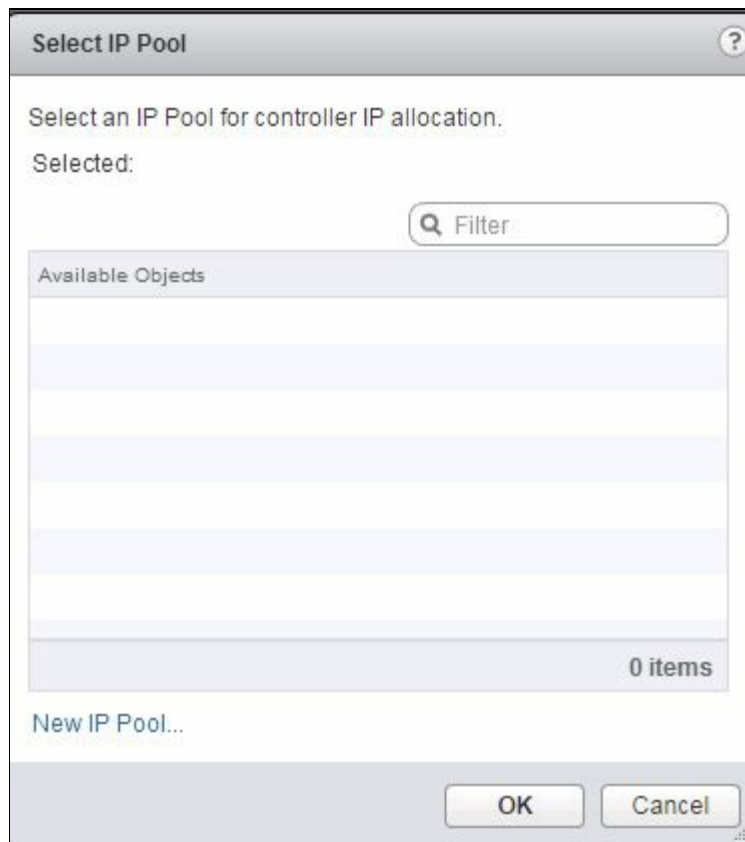 Select IP Pool
?
Select an IP Pool for controller IP allocation.
Selected:
Filter
Available Objects
0 items
New IP Pool...
OK Cancel